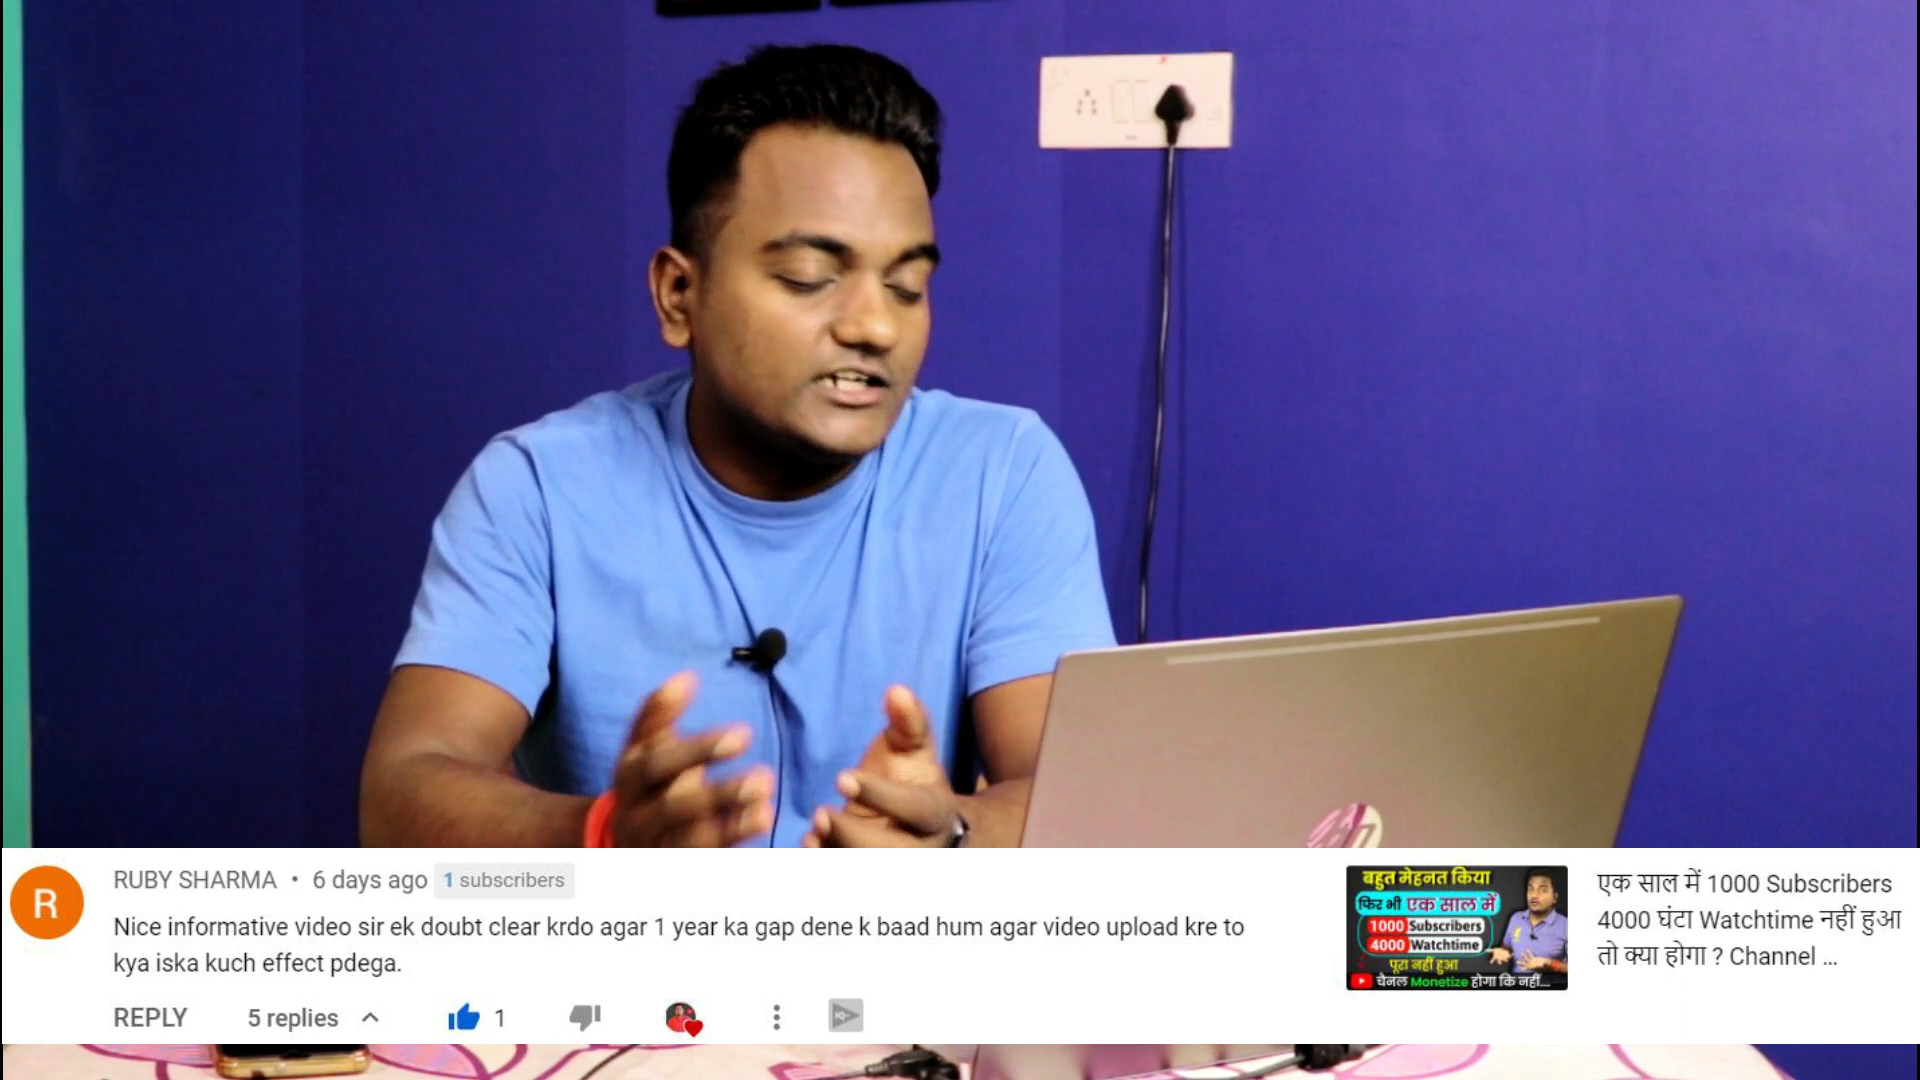 R
RUBY SHARMA • 6 days ago 1 subscribers
Nice informative video sir ek doubt clear krdo agar 1 year ka gap dene k baad hum agar video upload kre to
kya iska kuch effect pdega.
REPLY 5 replies 1
बहुत मेहनत किया
फिर भी एक साल में
1000 Subscribers
4000 Watchtime
पूरा नहीं हुआ
चैनल Monetize होगा कि नहीं...
एक साल में 1000 Subscribers
4000 घंटा Watchtime नहीं हुआ
तो क्या होगा ? Channel ...
hp